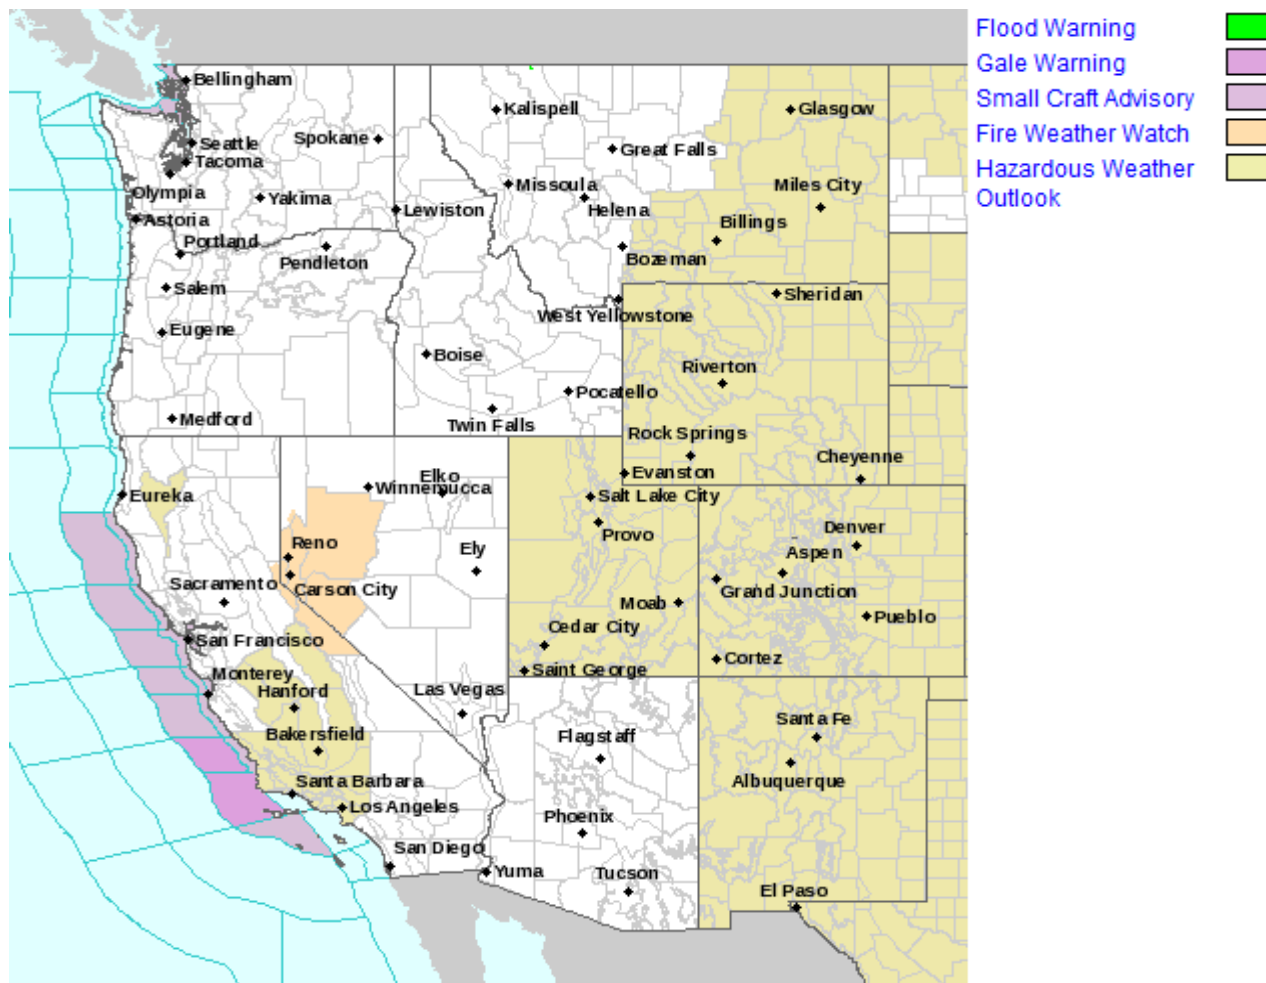 Flood Warning
Gale Warning
Small Craft Advisory
Fire Weather Watch
Hazardous Weather
Outlook
Bellingham
Kalispell
Glasgow
Seattle
Spokane
Great Falls
Tacoma
Olympia
Missoula
Miles City
Yakima
Helena
Lewiston
Astoria
Billings
Portland
Pendleton
Bozeman
Salem
Sheridan
West Yellowstone
Eugene
Boise
Riverton
Pocatello
Medford
Twin Falls
Rock Springs
Cheyenne
Elko
Evanston
Winnemucca
Eureka
Salt Lake City
Provo
Denver
Reno
Ely
Aspen
Sacramento
Carson City
Grand Junction
Moab
Pueblo
Cedar City
San Francisco
Cortez
Saint George
Monterey
Hanford
Las Vegas
Santa Fe
Bakersfield
Flagstaff
Albuquerque
Santa Barbara
Los Angeles
Phoenix
San Diego
Yuma
Tucson
El Paso